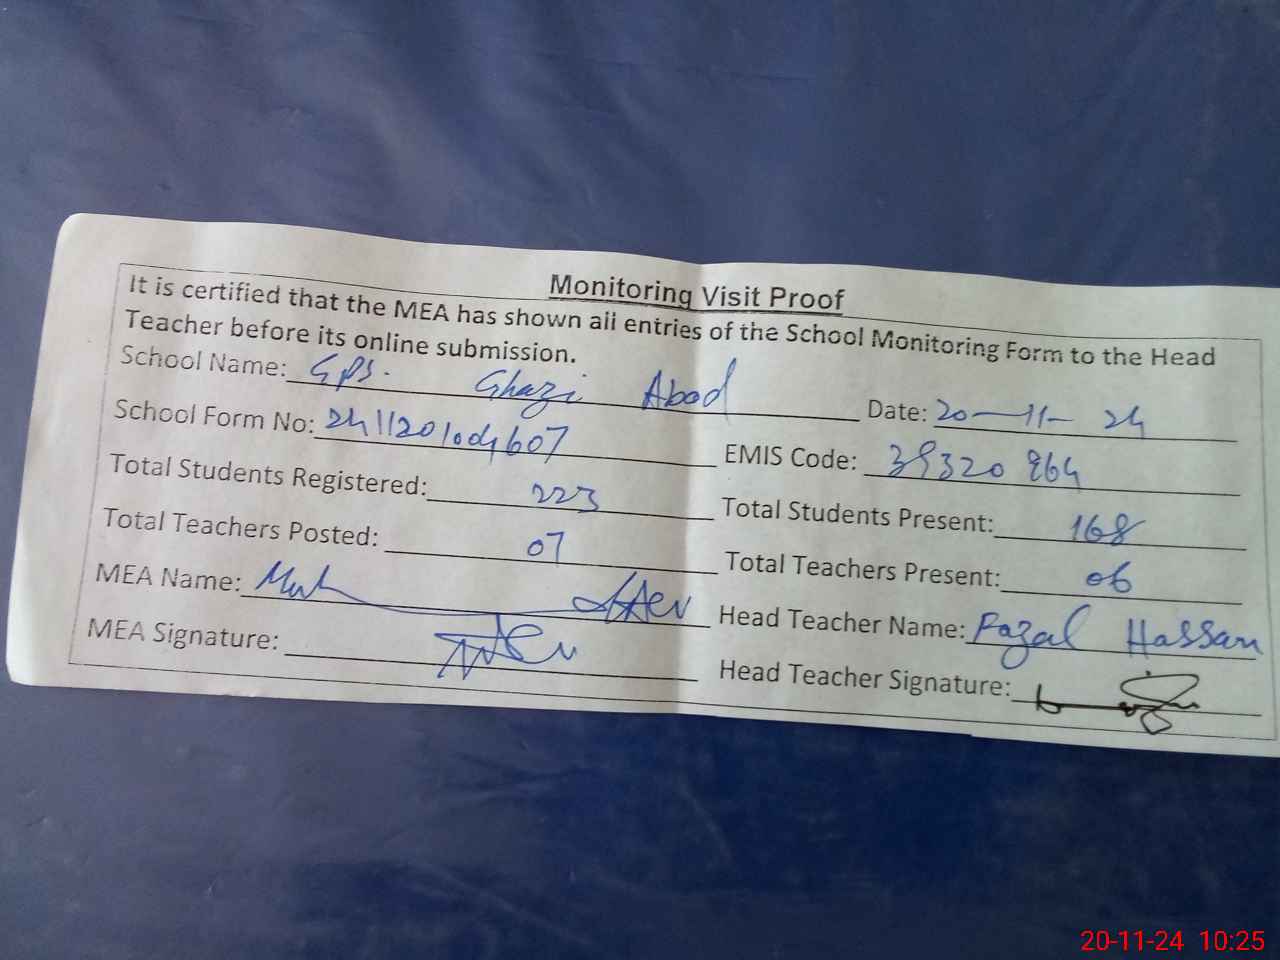 Monitoring Visit Proof
It is certified that the MEA has shown all entries of the School Monitoring Form to the Head
Teacher before its online submission.
School Name: GPS. Ghazi Abad Date: 20-11-24
School Form No: 2411201004607 EMIS Code: 39320864
Total Students Registered: 223 Total Students Present: 168
Total Teachers Posted: 07 Total Teachers Present: 06
MEA Name: Head Teacher Name: Fazal Hassan
MEA Signature: Head Teacher Signature:
20-11-24 10:25